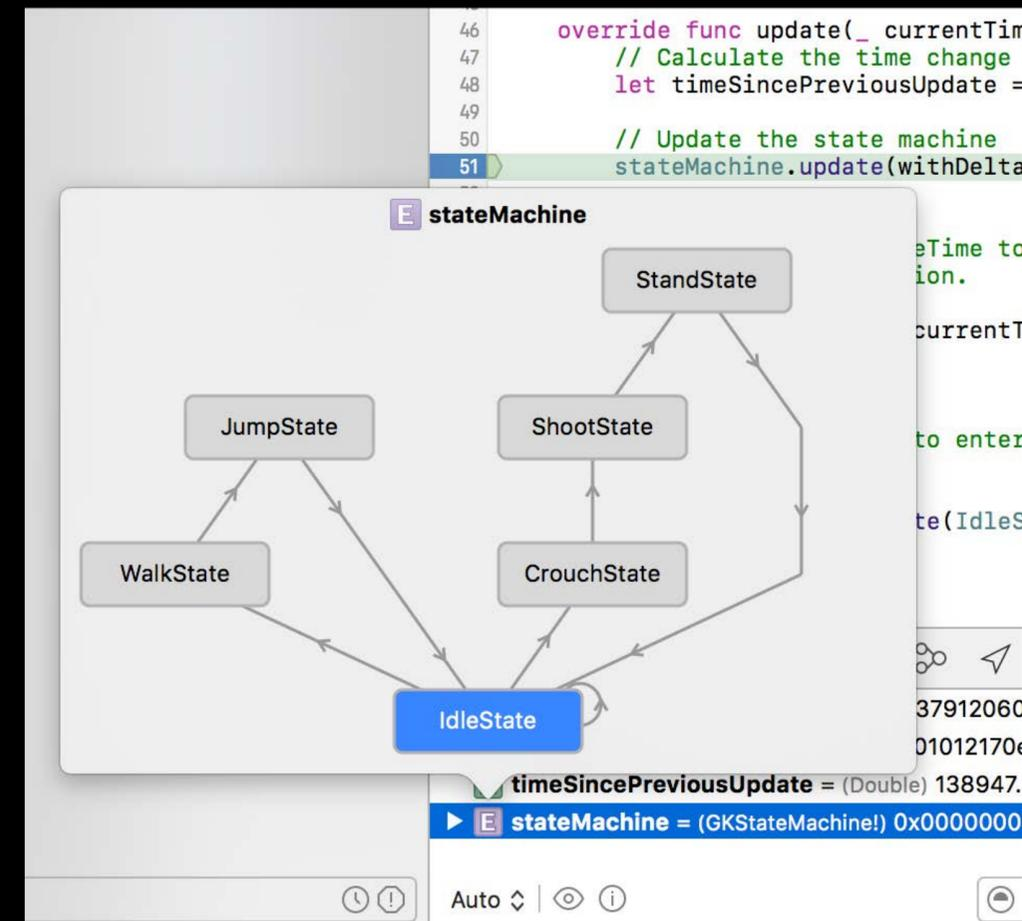 46 override func update(_ currentTim
47 // Calculate the time change
48 let timeSincePreviousUpdate =
49
50 // Update the state machine
51 stateMachine.update(withDelta
E stateMachine
eTime to
ion.
StandState
currentT
JumpState
ShootState
to enter
te(IdleS
WalkState
CrouchState
IdleState
37912060
01012170e
timeSincePreviousUpdate = (Double) 138947.
E stateMachine = (GKStateMachine!) 0x0000000
Auto